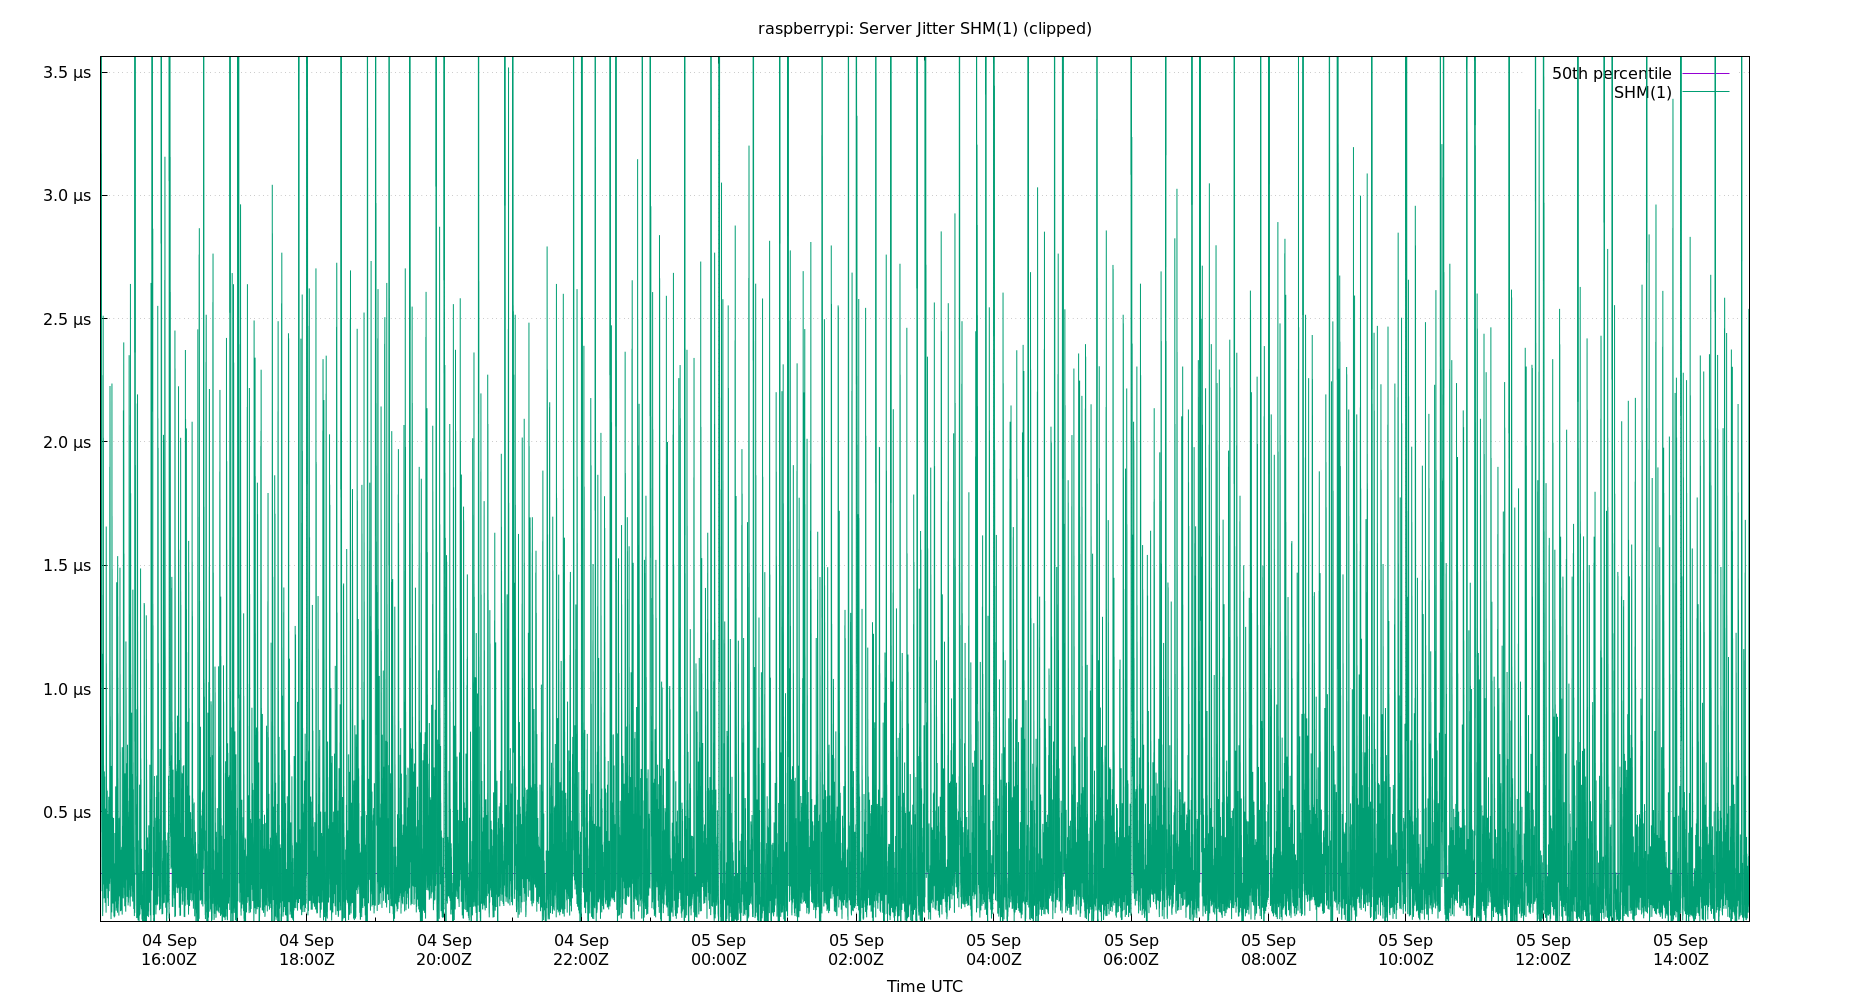 raspberrypi: Server Jitter SHM(1) (clipped)
3.5 µs
3.0 µs
2.5 µs
2.0 µs
1.5 µs
1.0 µs
0.5 µs
50th percentile
SHM(1)
04 Sep 04 Sep 04 Sep 04 Sep 05 Sep 05 Sep 05 Sep 05 Sep 05 Sep 05 Sep 05 Sep 05 Sep
16:00Z 18:00Z 20:00Z 22:00Z 00:00Z 02:00Z 04:00Z 06:00Z 08:00Z 10:00Z 12:00Z 14:00Z
Time UTC